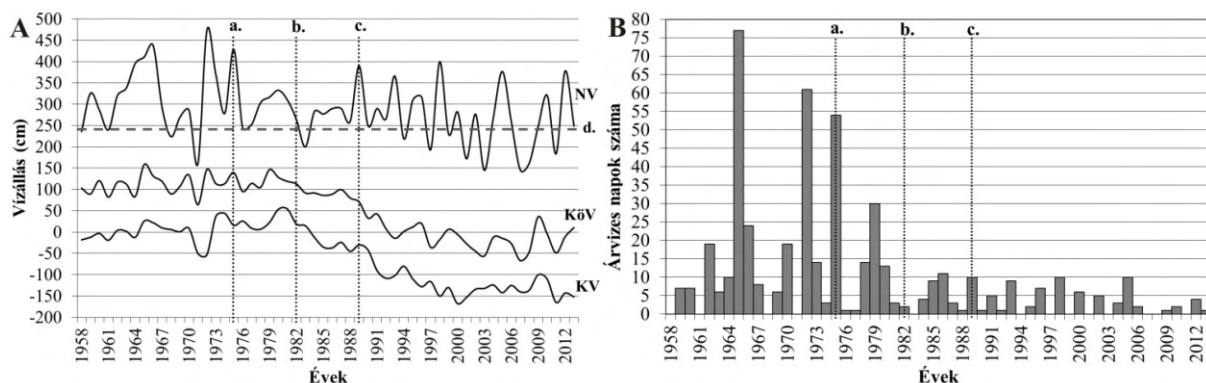 A
Vízállás (cm)
500
450
400
350
300
250
200
150
100
50
0
-50
-100
-150
-200
a.
b.
c.
NV
d.
KöV
KV
1958 1961 1964 1967 1970 1973 1976 1979 1982 1985 1988 1991 1994 1997 2000 2003 2006 2009 2012
Évek
B
Árvizes napok száma
80
75
70
65
60
55
50
45
40
35
30
25
20
15
10
5
0
a.
b.
c.
1958 1961 1964 1967 1970 1973 1976 1979 1982 1985 1988 1991 1994 1997 2000 2003 2006 2009 2012
Évek